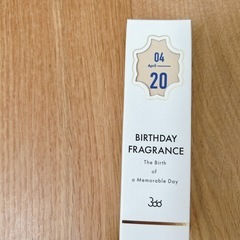 04
April
20
BIRTHDAY
FRAGRANCE
The Birth
of
a Memorable Day
366